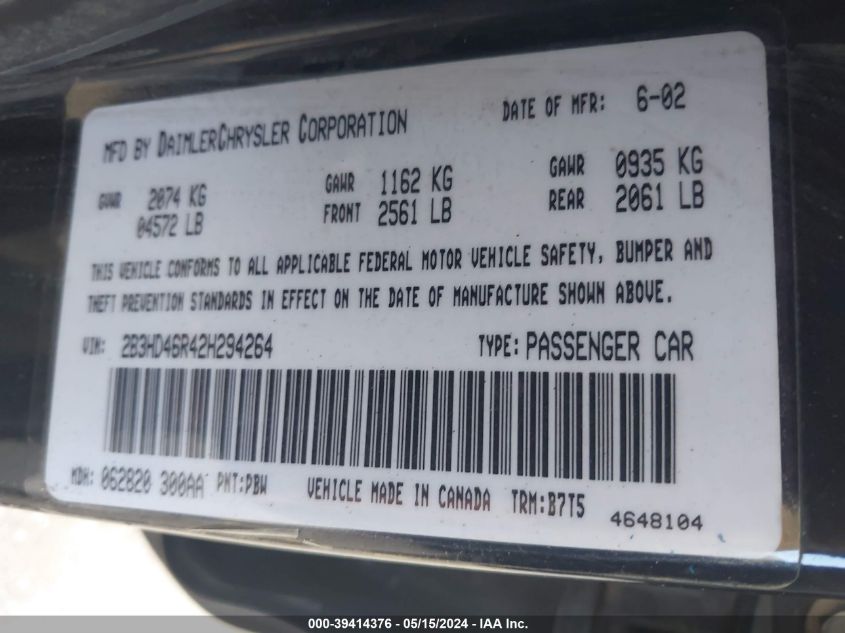 MFD BY DAIMLERCHRYSLER CORPORATION DATE OF MFR: 6-02
GVWR 2074 KG GAWR 1162 KG GAWR 0935 KG
04572 LB FRONT 2561 LB REAR 2061 LB
THIS VEHICLE CONFORMS TO ALL APPLICABLE FEDERAL MOTOR VEHICLE SAFETY, BUMPER AND
THEFT PREVENTION STANDARDS IN EFFECT ON THE DATE OF MANUFACTURE SHOWN ABOVE.
VIN: 2B3HD46R42H294264 TYPE: PASSENGER CAR
MDH: 062820 300AA PNT:PBW VEHICLE MADE IN CANADA TRM:B7T5
4648104
000-39414376 - 05/15/2024 - IAA Inc.